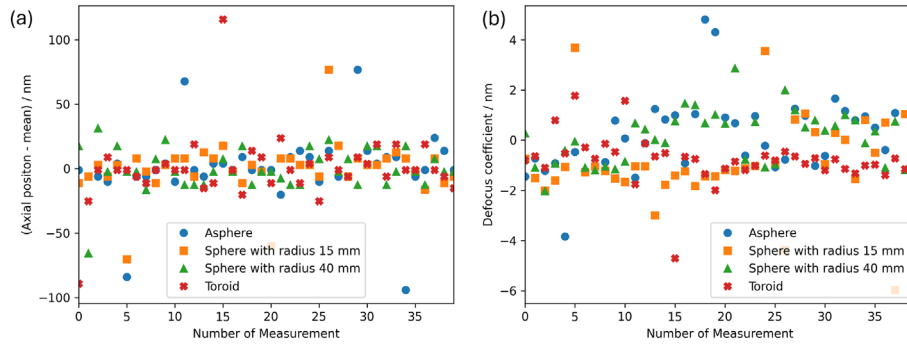 (a)
(Axial positon - mean) / nm
100
50
0
−50
−100
0 5 10 15 20 25 30 35
Number of Measurement
Asphere
Sphere with radius 15 mm
Sphere with radius 40 mm
Toroid
(b)
Defocus coefficient / nm
4
2
0
−2
−4
−6
0 5 10 15 20 25 30 35
Number of Measurement
Asphere
Sphere with radius 15 mm
Sphere with radius 40 mm
Toroid